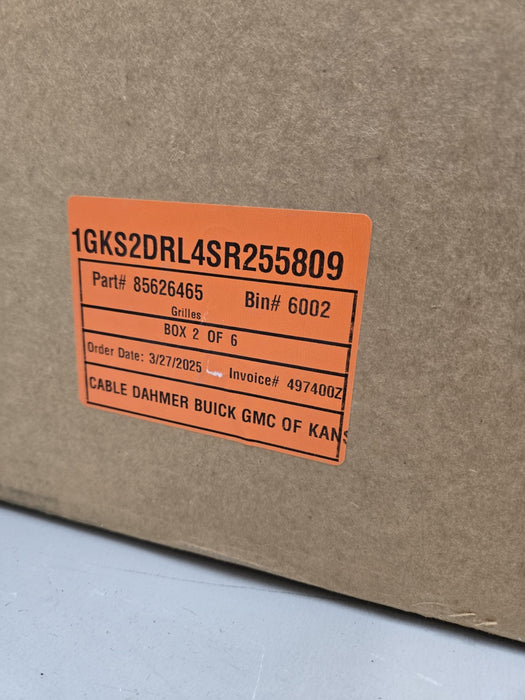 1GKS2DRL4SR255809
Part# 85626465 Bin# 6002
Grilles
BOX 2 OF 6
Order Date: 3/27/2025 Invoice# 497400Z
CABLE DAHMER BUICK GMC OF KANS